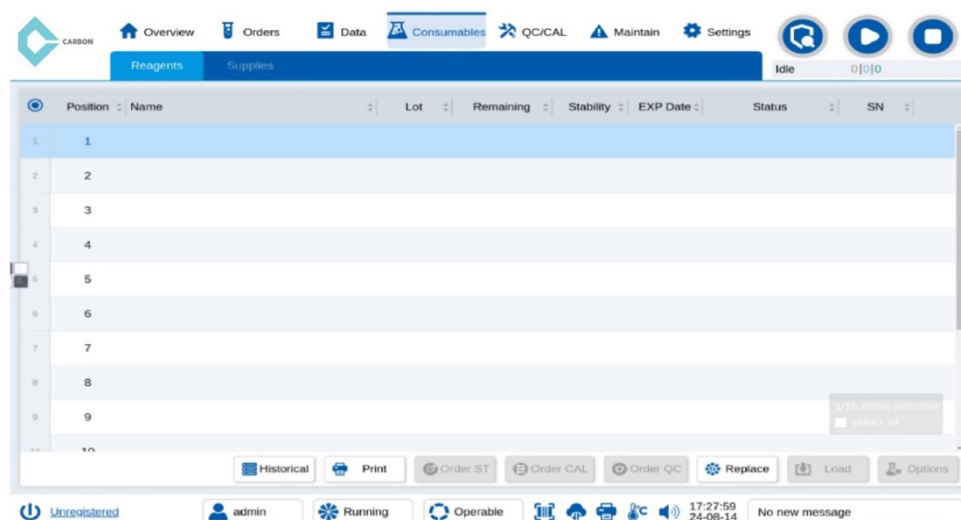 CARBON
Overview Orders Data Consumables QC/CAL Maintain Settings
Reagents Supplies
Idle 0|0|0
Position Name Lot Remaining Stability EXP Date Status SN
1 1
2 2
3 3
4 4
5 5
6 6
7 7
8 8
9 9
10 10
1/15 items selected
select all
Historical Print Order ST Order CAL Order QC Replace Load Options
Unregistered admin Running Operable °C 17:27:59
24-08-14 No new message